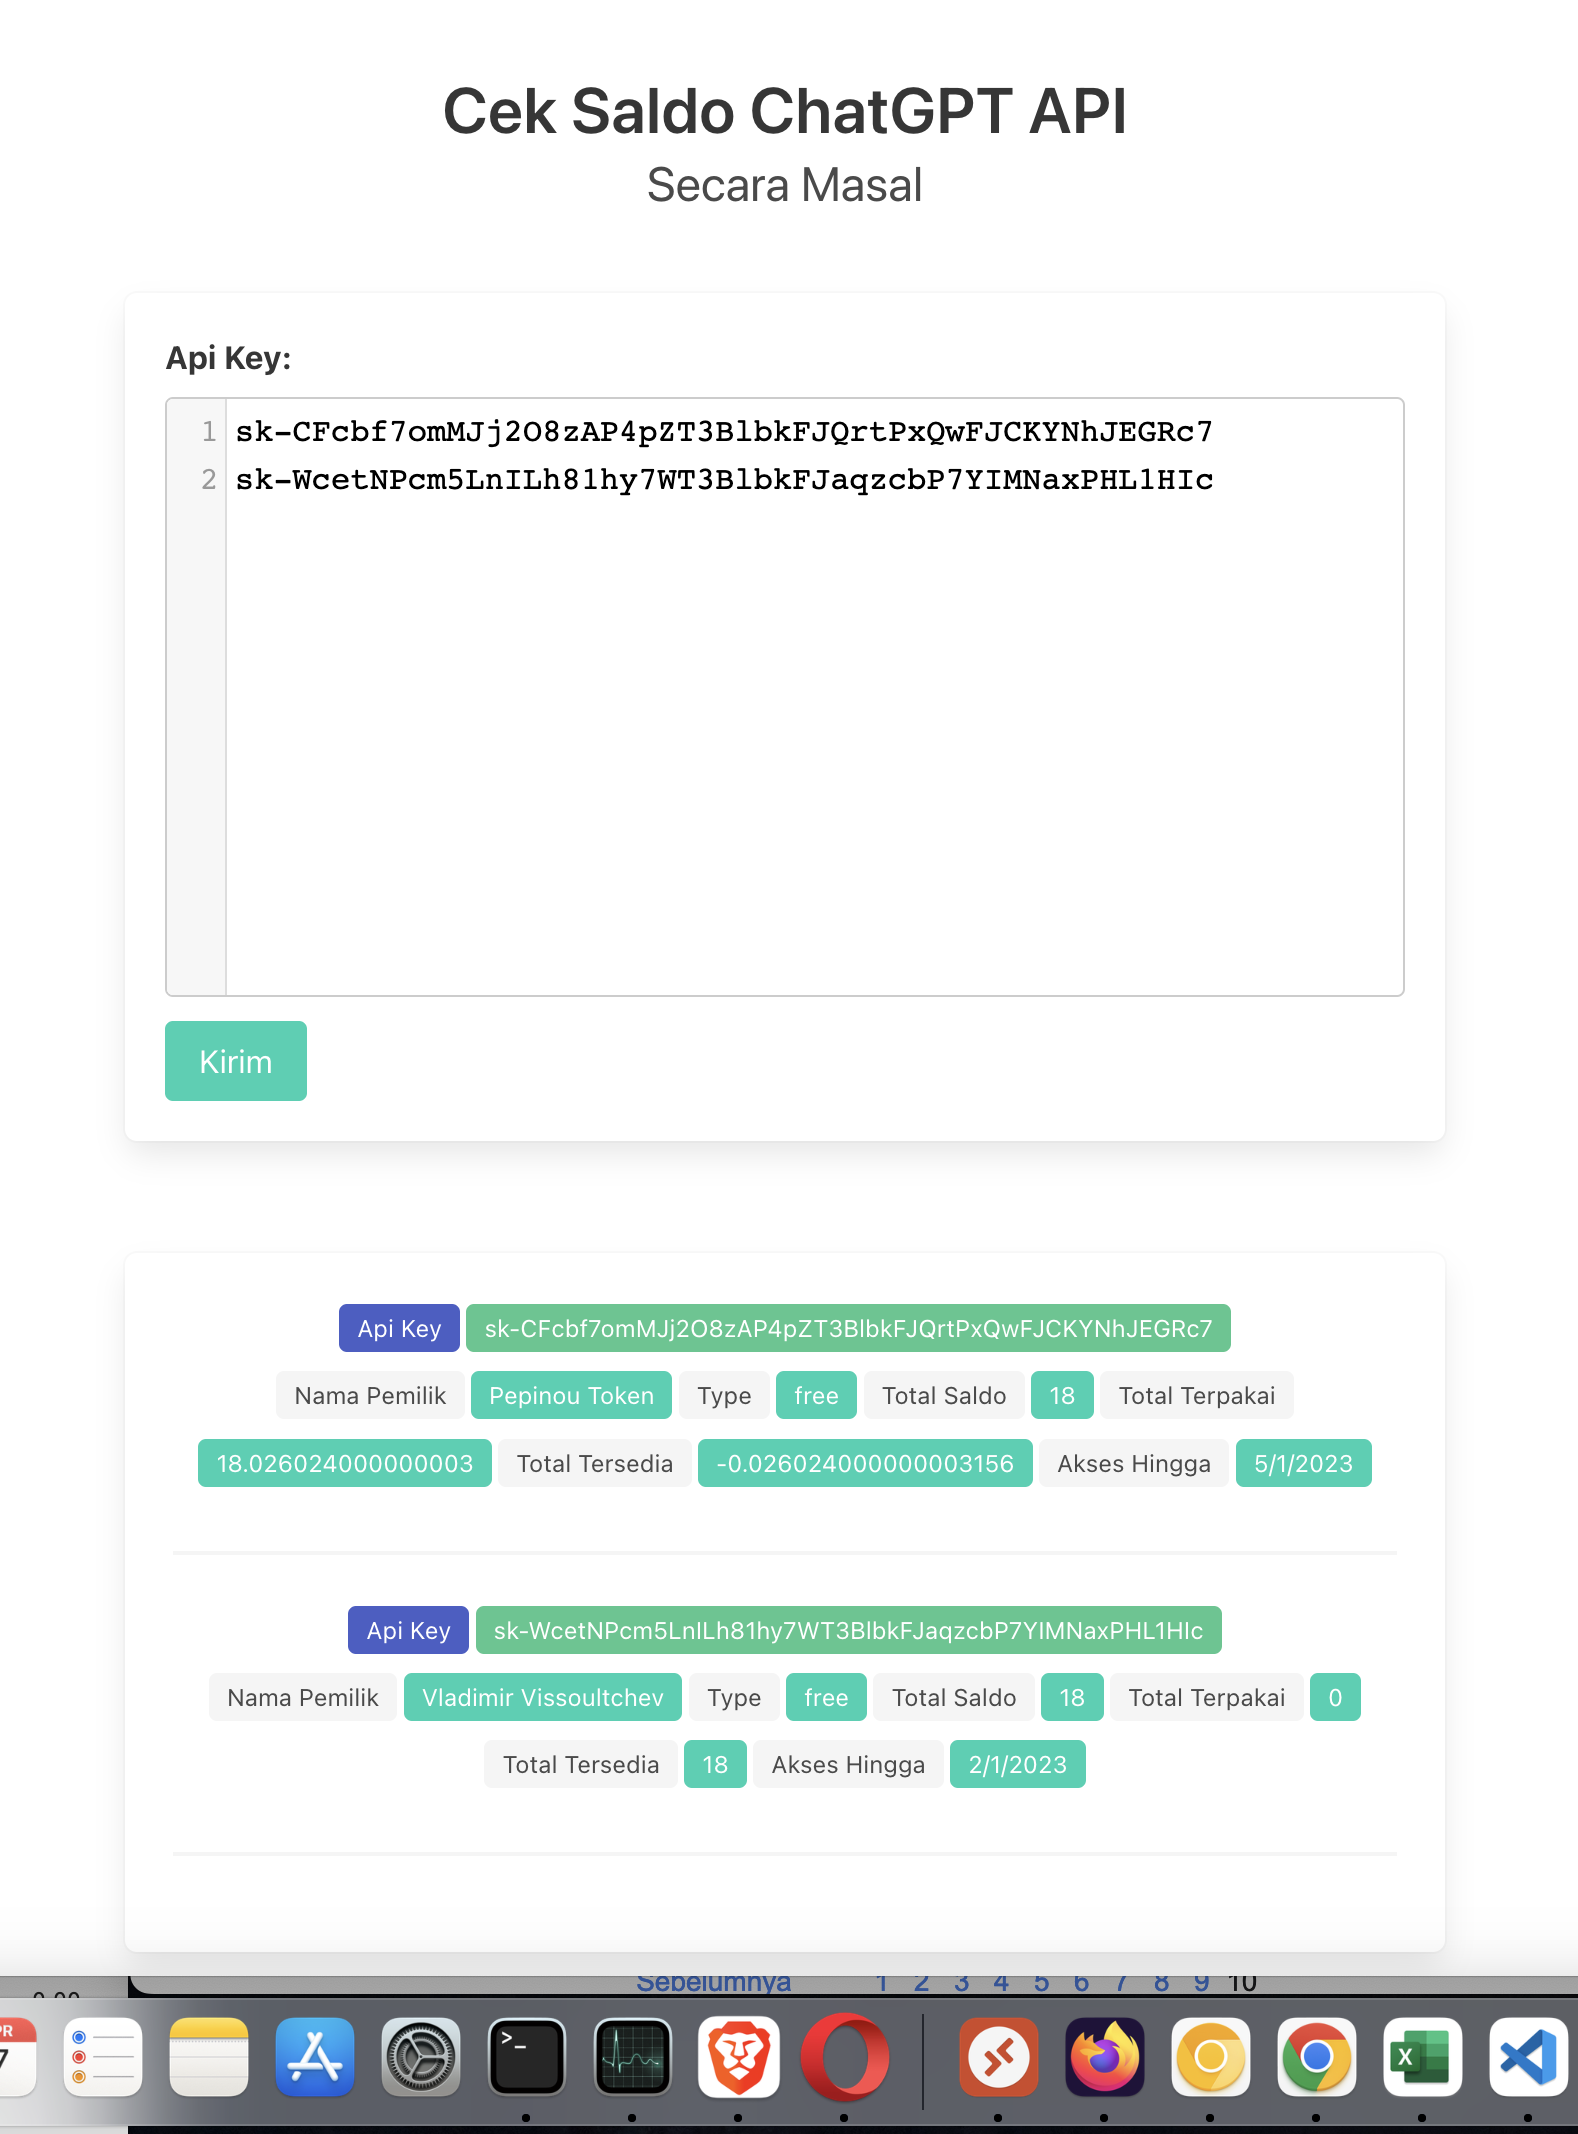 Cek Saldo ChatGPT API
Secara Masal
Api Key:
1 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
2 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
Kirim
Api Key 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
Nama Pemilik Pepinou Token Type free Total Saldo 18 Total Terpakai
18.026024000000003 Total Tersedia -0.026024000000003156 Akses Hingga 5/1/2023
Api Key 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
Nama Pemilik Vladimir Vissoultchev Type free Total Saldo 18 Total Terpakai 0
Total Tersedia 18 Akses Hingga 2/1/2023
Sebelumnya 1 2 3 4 5 6 7 8 9 10